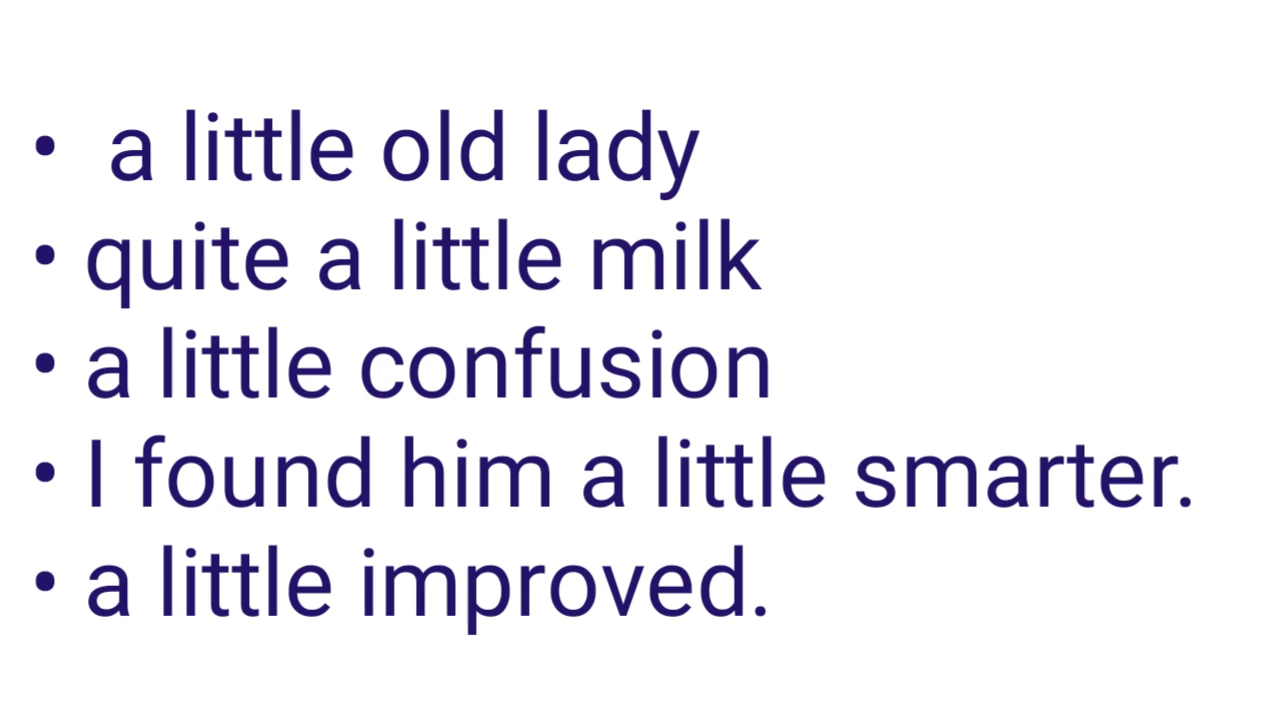 • a little old lady
• quite a little milk
• a little confusion
• I found him a little smarter.
• a little improved.